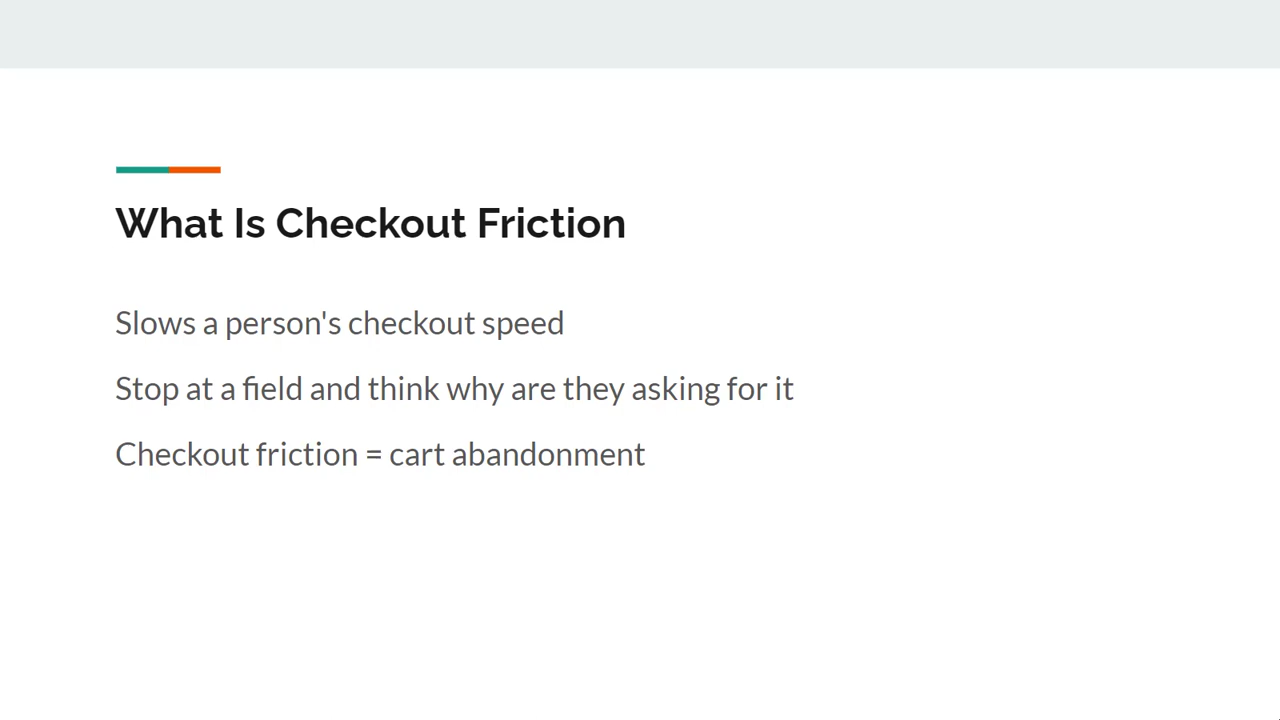 What Is Checkout Friction
Slows a person's checkout speed
Stop at a field and think why are they asking for it
Checkout friction = cart abandonment